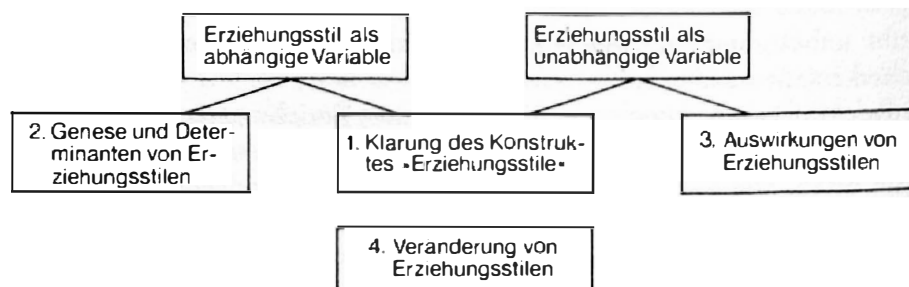 Erziehungsstil als
abhängige Variable
Erziehungsstil als
unabhängige Variable
2. Genese und Deter-
minanten von Er-
ziehungsstilen
1. Klarung des Konstruk-
tes »Erziehungsstile«
3. Auswirkungen von
Erziehungsstilen
4. Veranderung von
Erziehungsstilen